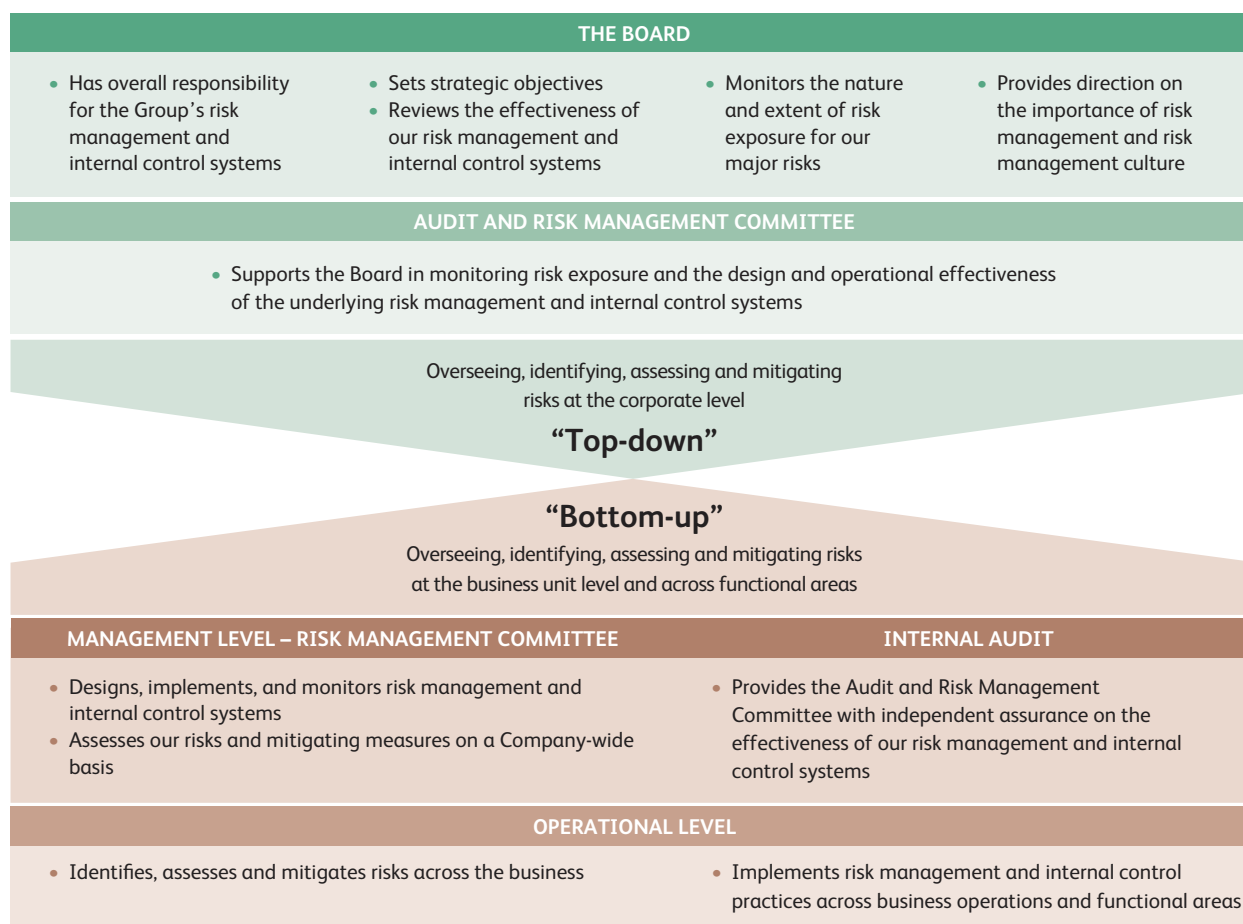 THE BOARD
• Has overall responsibility
for the Group’s risk
management and
internal control systems
• Sets strategic objectives
• Reviews the effectiveness of
our risk management and
internal control systems
• Monitors the nature
and extent of risk
exposure for our
major risks
• Provides direction on
the importance of risk
management and risk
management culture
AUDIT AND RISK MANAGEMENT COMMITTEE
• Supports the Board in monitoring risk exposure and the design and operational effectiveness
of the underlying risk management and internal control systems
Overseeing, identifying, assessing and mitigating
risks at the corporate level
“Top-down”
“Bottom-up”
Overseeing, identifying, assessing and mitigating risks
at the business unit level and across functional areas
MANAGEMENT LEVEL – RISK MANAGEMENT COMMITTEE
• Designs, implements, and monitors risk management and
internal control systems
• Assesses our risks and mitigating measures on a Company-wide
basis
INTERNAL AUDIT
• Provides the Audit and Risk Management
Committee with independent assurance on the
effectiveness of our risk management and internal
control systems
OPERATIONAL LEVEL
• Identifies, assesses and mitigates risks across the business
• Implements risk management and internal control
practices across business operations and functional areas